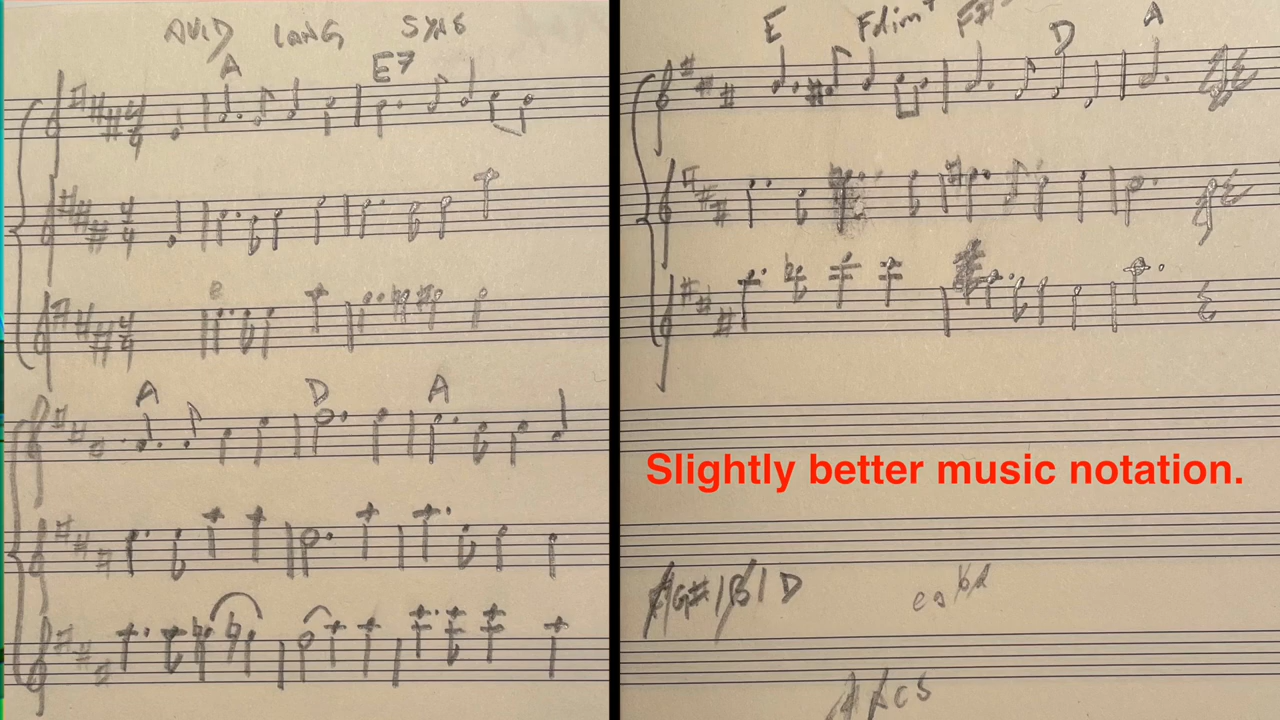 AULD LANG SYNE
A E7
A D A
E Fdim7 F#- D A
Slightly better music notation.
G# | B | D